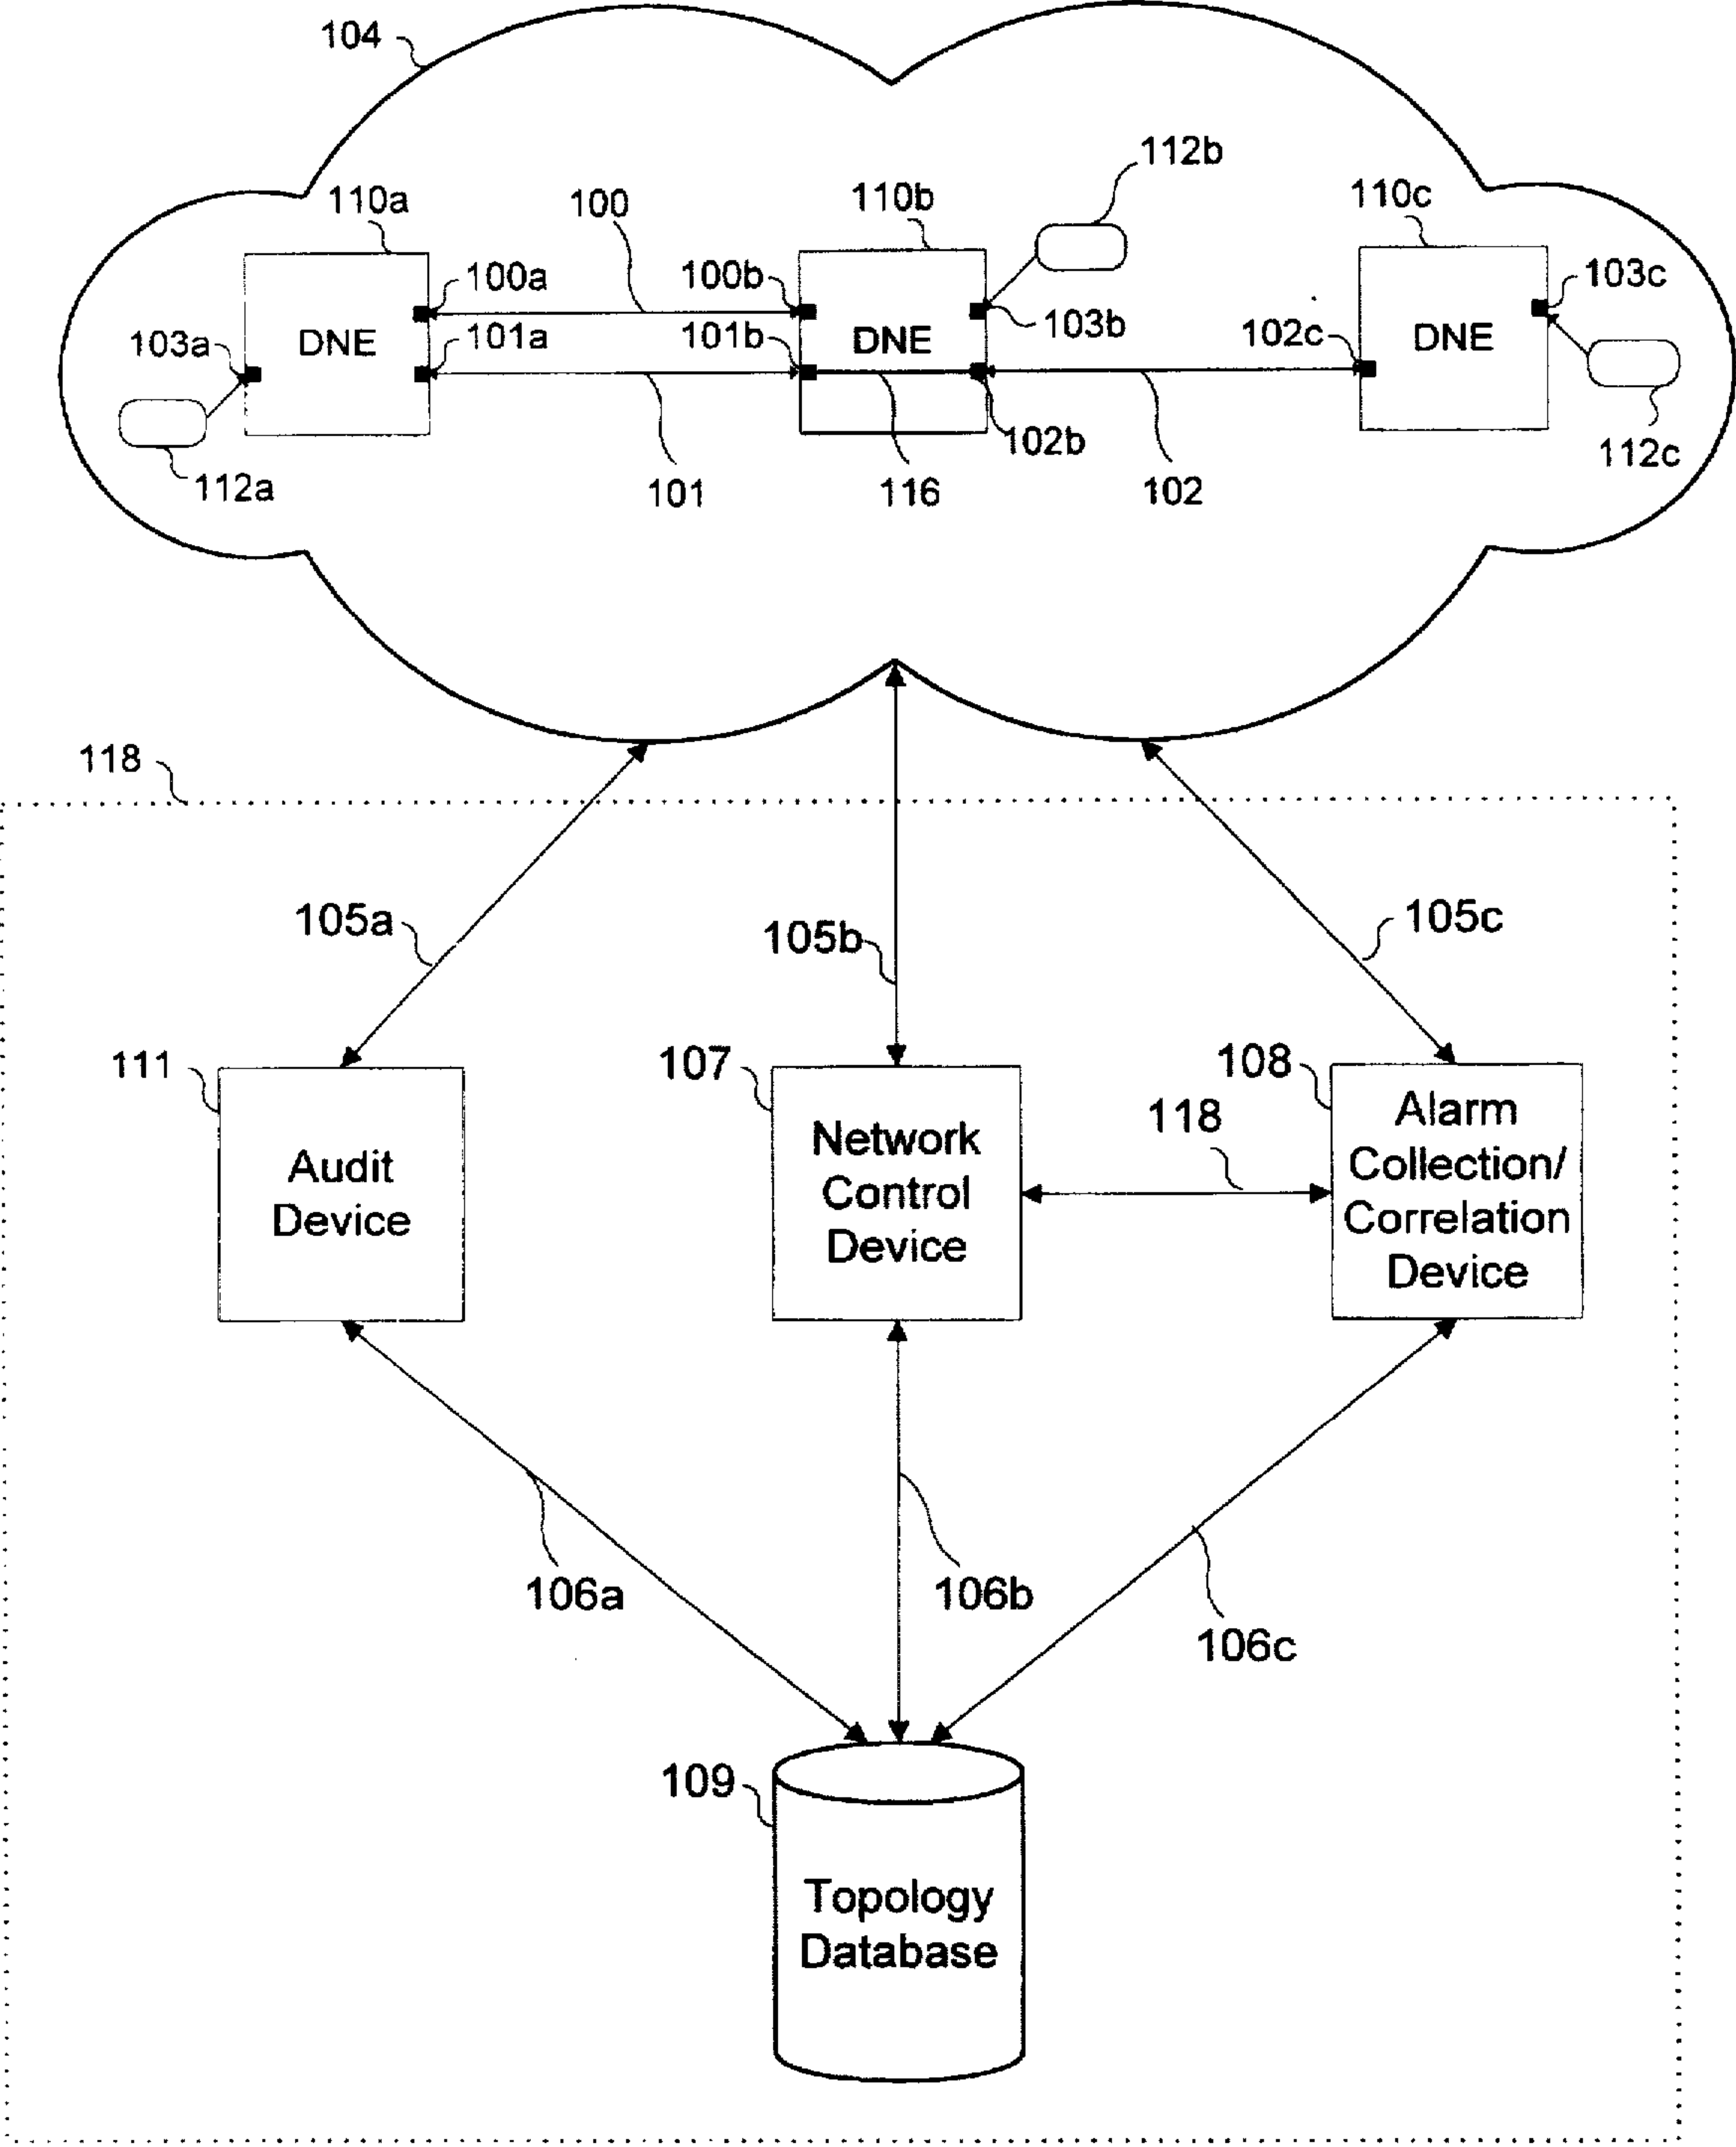 104
112b
110a
100
110b
110c
100a
100b
103c
103a
DNE
101a
101b
DNE
103b
102c
DNE
112a
101
116
102b
102
112c
118
105a
105b
105c
111
107
108
Audit
Device
Network
Control
Device
118
Alarm
Collection/
Correlation
Device
106a
106b
106c
109
Topology
Database